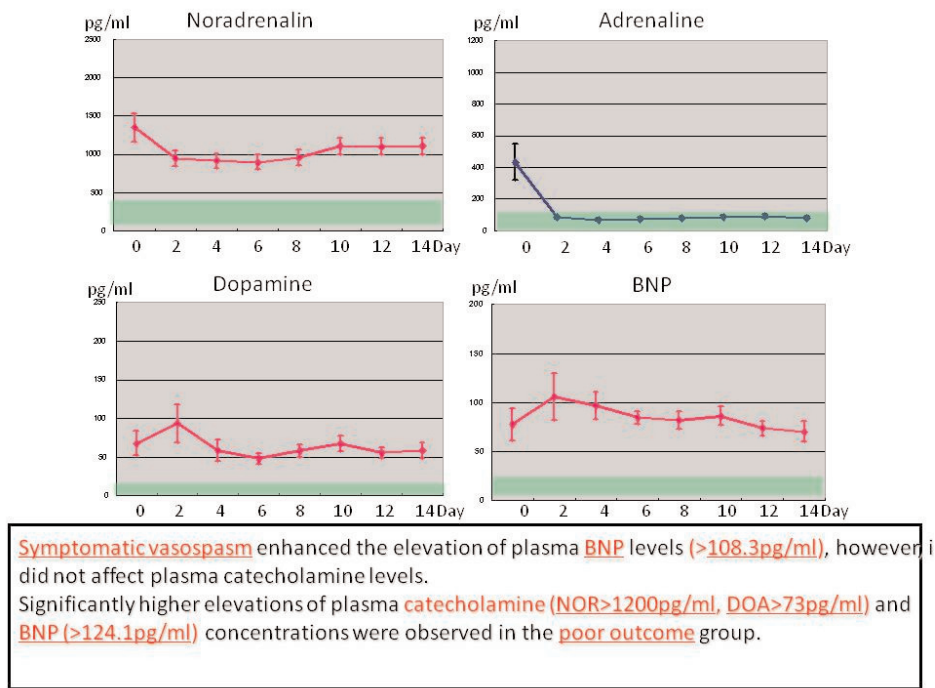 pg/ml Noradrenalin
2500
2000
1500
1000
500
0
0 2 4 6 8 10 12 14 Day
pg/ml Adrenaline
1200
1000
800
600
400
200
0
0 2 4 6 8 10 12 14 Day
pg/ml Dopamine
250
200
150
100
50
0
0 2 4 6 8 10 12 14 Day
pg/ml BNP
200
150
100
50
0
0 2 4 6 8 10 12 14 Day
Symptomatic vasospasm enhanced the elevation of plasma BNP levels (>108.3pg/ml), however, i
did not affect plasma catecholamine levels.
Significantly higher elevations of plasma catecholamine (NOR>1200pg/ml, DOA>73pg/ml) and
BNP (>124.1pg/ml) concentrations were observed in the poor outcome group.